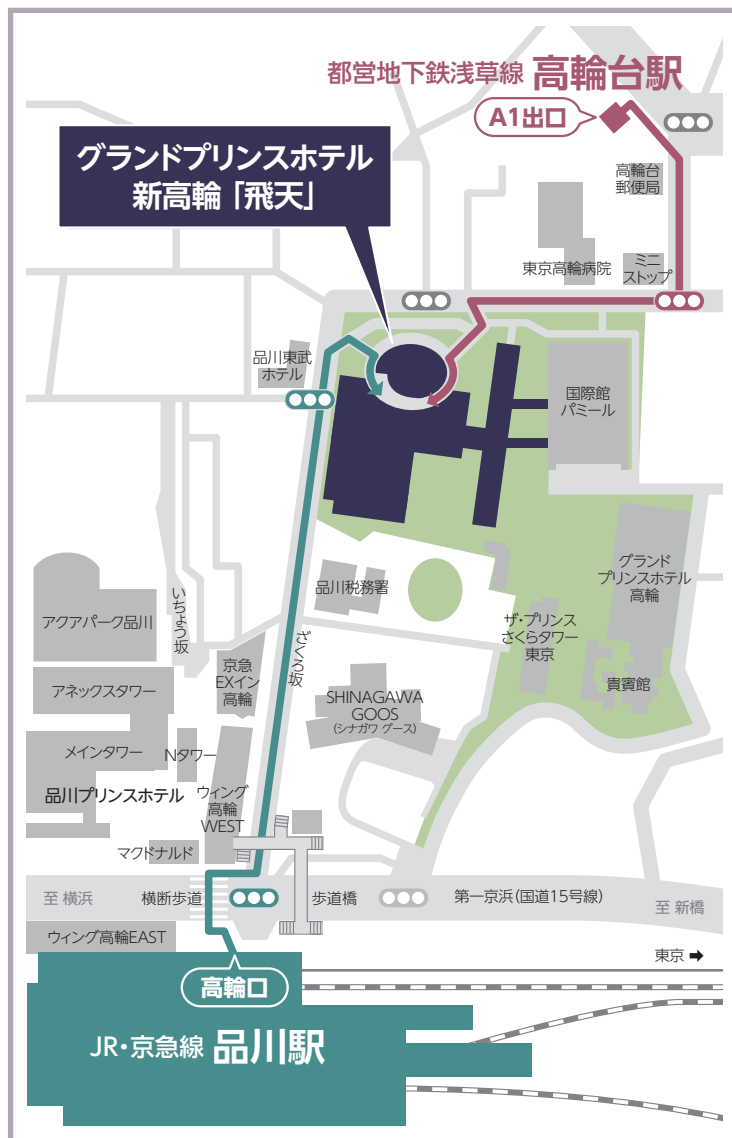 都営地下鉄浅草線 高輪台駅
A1出口
グランドプリンスホテル
新高輪「飛天」
高輪台
郵便局
東京高輪病院
ミニ
ストップ
品川東武
ホテル
国際館
パミール
グランド
プリンスホテル
高輪
品川税務署
ザ・プリンス
さくらタワー
東京
貴賓館
いちょう坂
ざくろ坂
アクアパーク品川
京急
EXイン
高輪
アネックスタワー
SHINAGAWA
GOOS
(シナガワ グース)
メインタワー
Nタワー
品川プリンスホテル
ウィング
高輪
WEST
マクドナルド
至 横浜
横断歩道
歩道橋
第一京浜(国道15号線)
至 新橋
ウィング高輪EAST
東京 ➡
高輪口
JR・京急線 品川駅